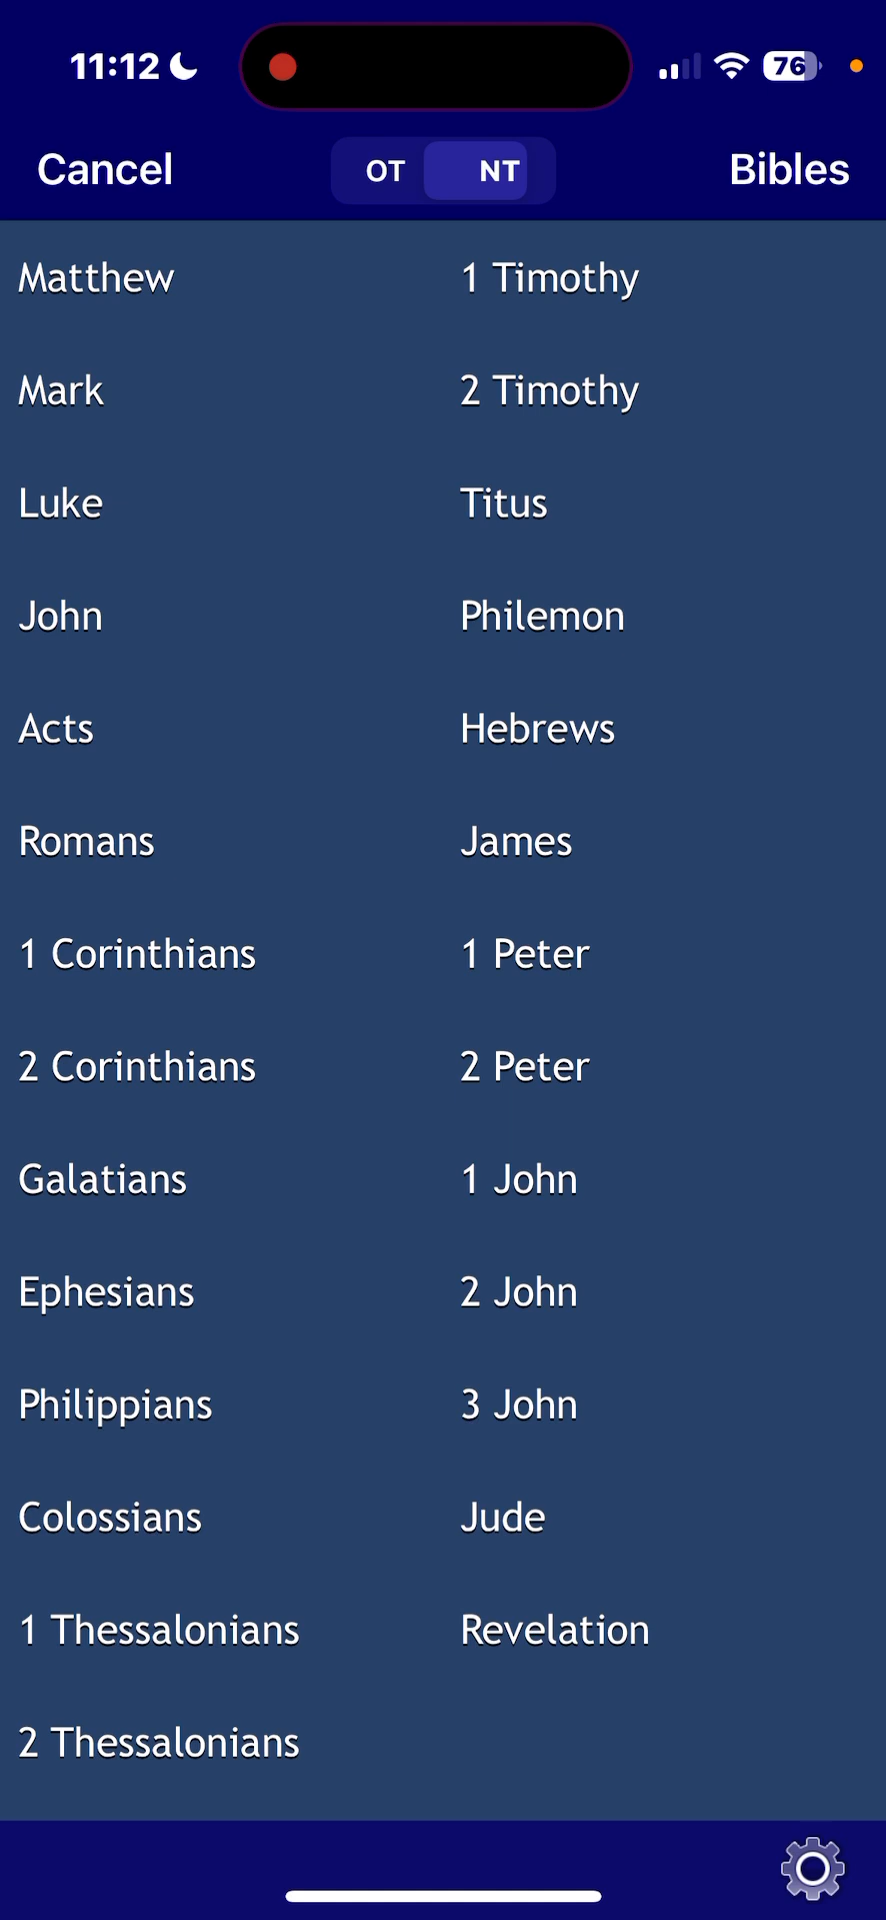 11:12
76
Cancel
OT
NT
Bibles
Matthew
1 Timothy
Mark
2 Timothy
Luke
Titus
John
Philemon
Acts
Hebrews
Romans
James
1 Corinthians
1 Peter
2 Corinthians
2 Peter
Galatians
1 John
Ephesians
2 John
Philippians
3 John
Colossians
Jude
1 Thessalonians
Revelation
2 Thessalonians